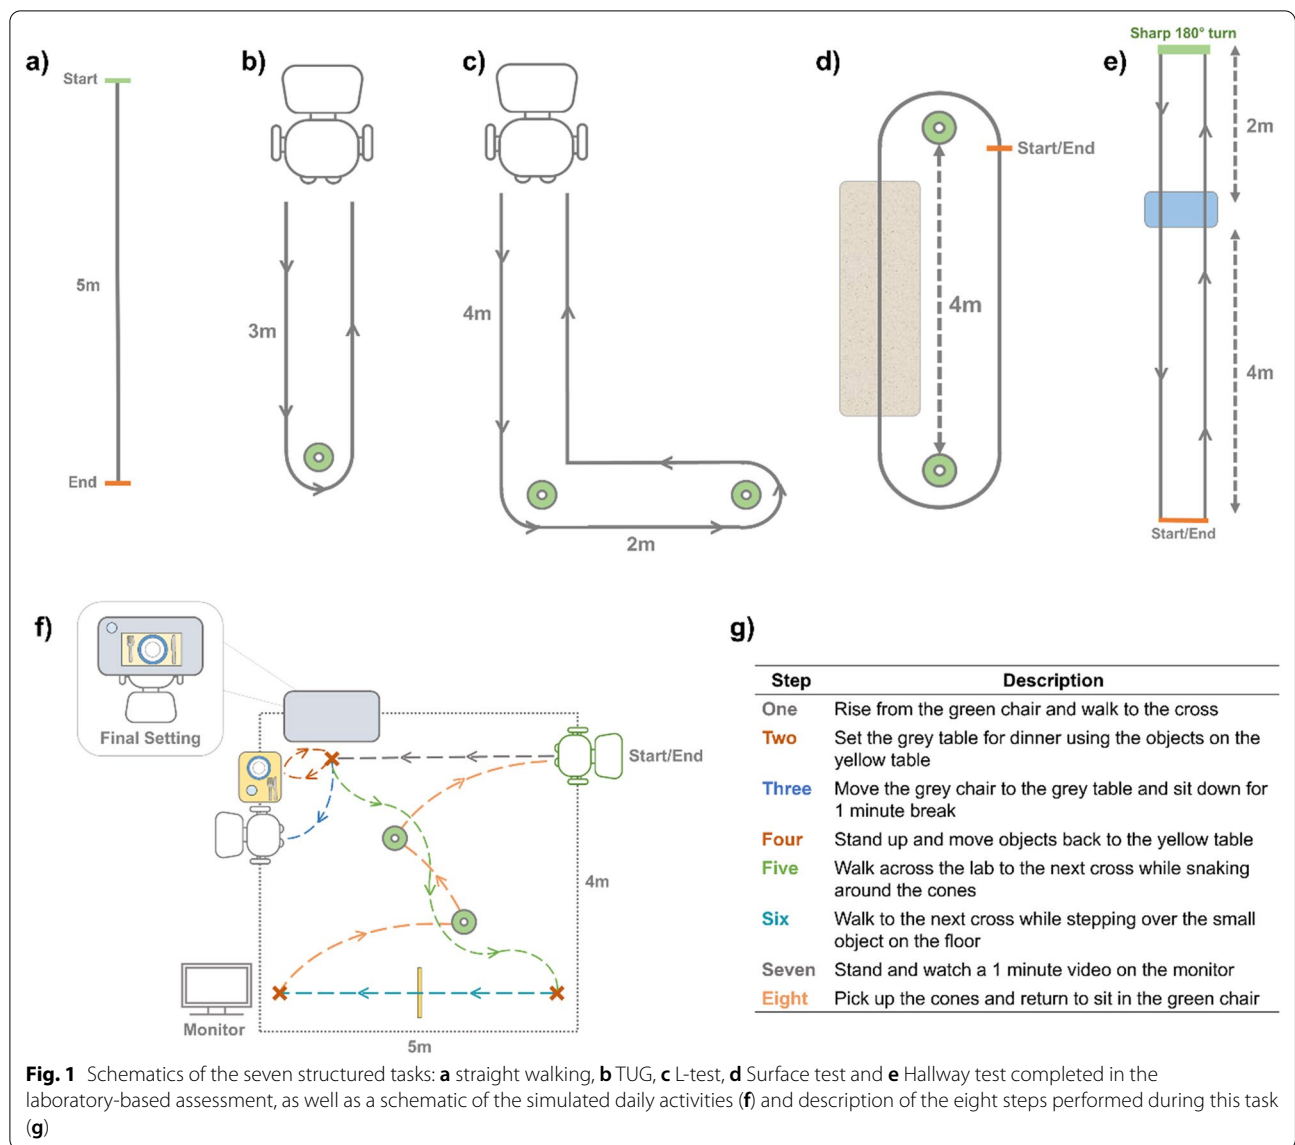 a)
Start
5m
End
b)
3m
c)
4m
2m
d)
Start/End
4m
e)
Sharp 180° turn
2m
4m
Start/End
f)
Final Setting
Start/End
4m
Monitor
5m
g)
Step Description
One Rise from the green chair and walk to the cross
Two Set the grey table for dinner using the objects on the
yellow table
Three Move the grey chair to the grey table and sit down for
1 minute break
Four Stand up and move objects back to the yellow table
Five Walk across the lab to the next cross while snaking
around the cones
Six Walk to the next cross while stepping over the small
object on the floor
Seven Stand and watch a 1 minute video on the monitor
Eight Pick up the cones and return to sit in the green chair
Fig. 1 Schematics of the seven structured tasks: a straight walking, b TUG, c L-test, d Surface test and e Hallway test completed in the
laboratory-based assessment, as well as a schematic of the simulated daily activities (f) and description of the eight steps performed during this task
(g)